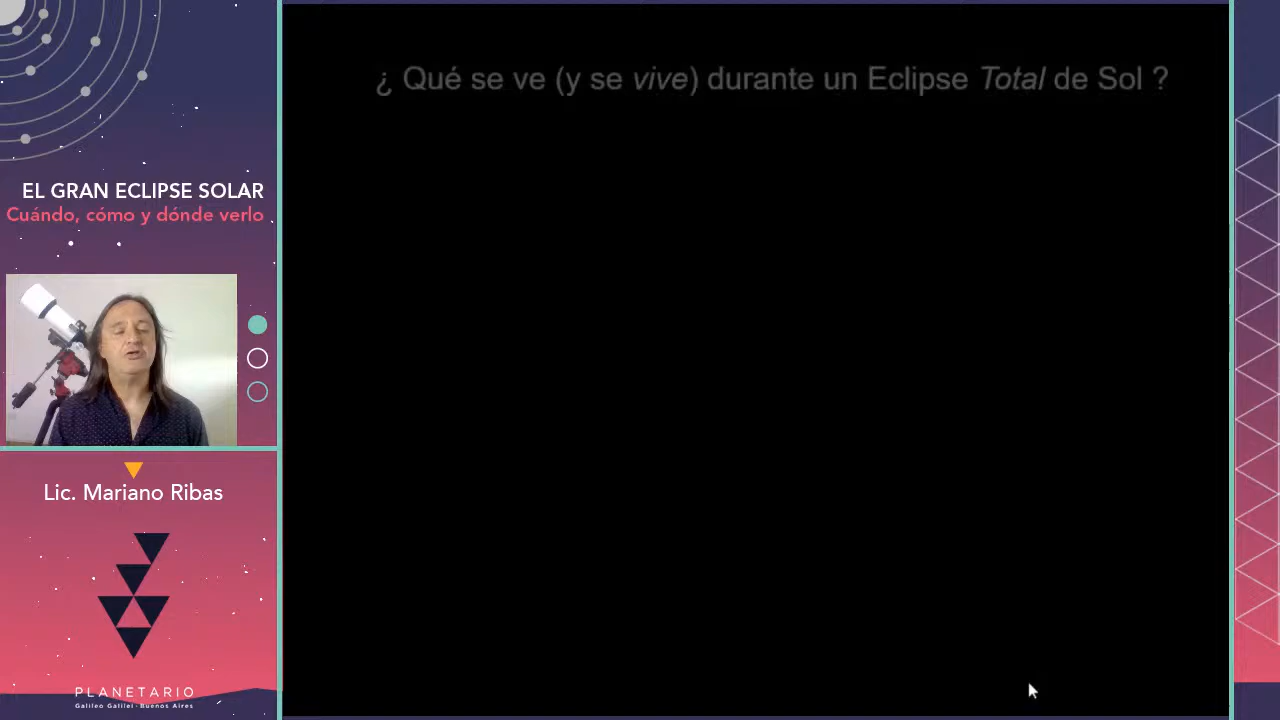 ¿ Qué se ve (y se vive) durante un Eclipse Total de Sol ?
EL GRAN ECLIPSE SOLAR
Cuándo, cómo y dónde verlo
Lic. Mariano Ribas
PLANETARIO
Galileo Galilei · Buenos Aires